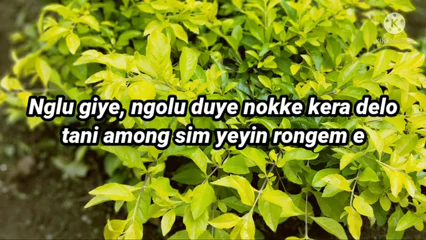 Nglu giye, ngolu duye nokke kera delo
tani among sim yeyin rongem e